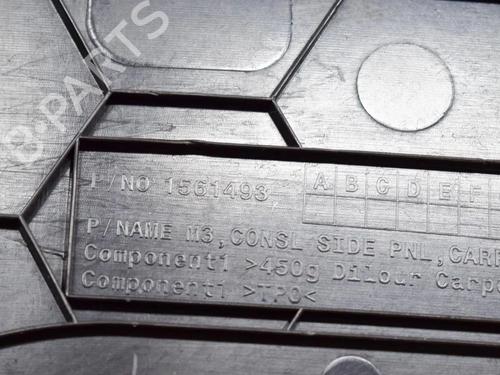 B-PARTS
P/NO 1561493 A B C D E F
P/NAME M3, CONSL SIDE PNL, CARP
Component1 >450g Dilour Carpe
Component1 >TPO<